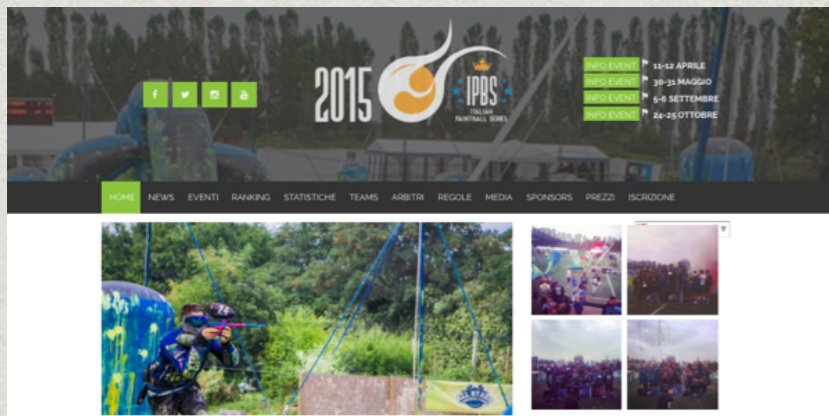 2015
IPBS
ITALIAN
PAINTBALL SERIES
INFO EVENT 11-12 APRILE
INFO EVENT 30-31 MAGGIO
INFO EVENT 5-6 SETTEMBRE
INFO EVENT 24-25 OTTOBRE
HOME NEWS EVENTI RANKING STATISTICHE TEAMS ARBITRI REGOLE MEDIA SPONSORS PREZZI ISCRIZIONE